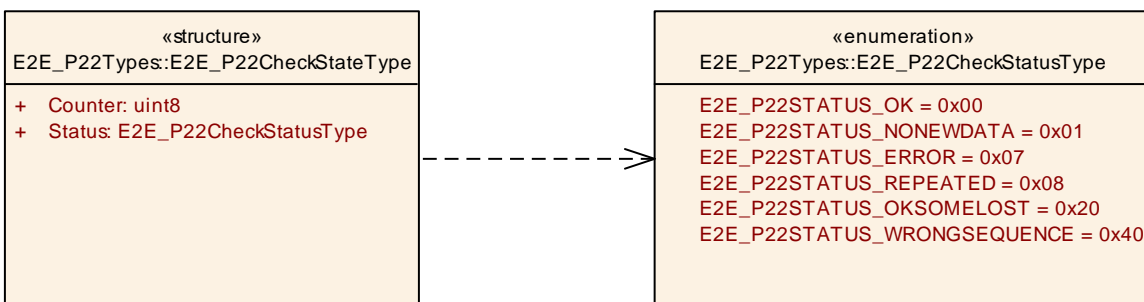 «structure»
E2E_P22Types::E2E_P22CheckStateType
+ Counter: uint8
+ Status: E2E_P22CheckStatusType
«enumeration»
E2E_P22Types::E2E_P22CheckStatusType
E2E_P22STATUS_OK = 0x00
E2E_P22STATUS_NONEWDATA = 0x01
E2E_P22STATUS_ERROR = 0x07
E2E_P22STATUS_REPEATED = 0x08
E2E_P22STATUS_OKSOMELOST = 0x20
E2E_P22STATUS_WRONGSEQUENCE = 0x40